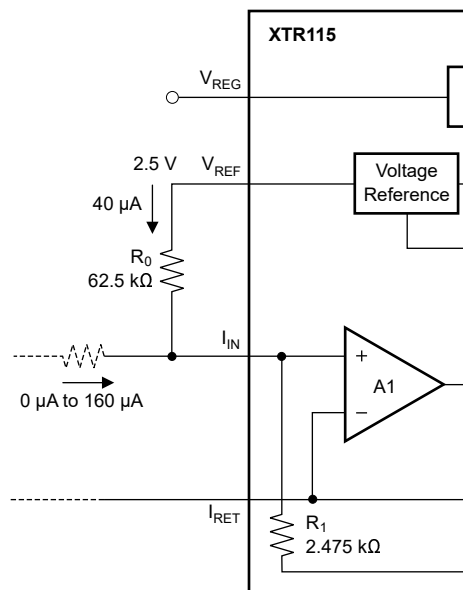 XTR115
V_REG
2.5 V
V_REF
Voltage
Reference
40 µA
R_0
62.5 kΩ
I_IN
+
A1
−
0 µA to 160 µA
I_RET
R_1
2.475 kΩ